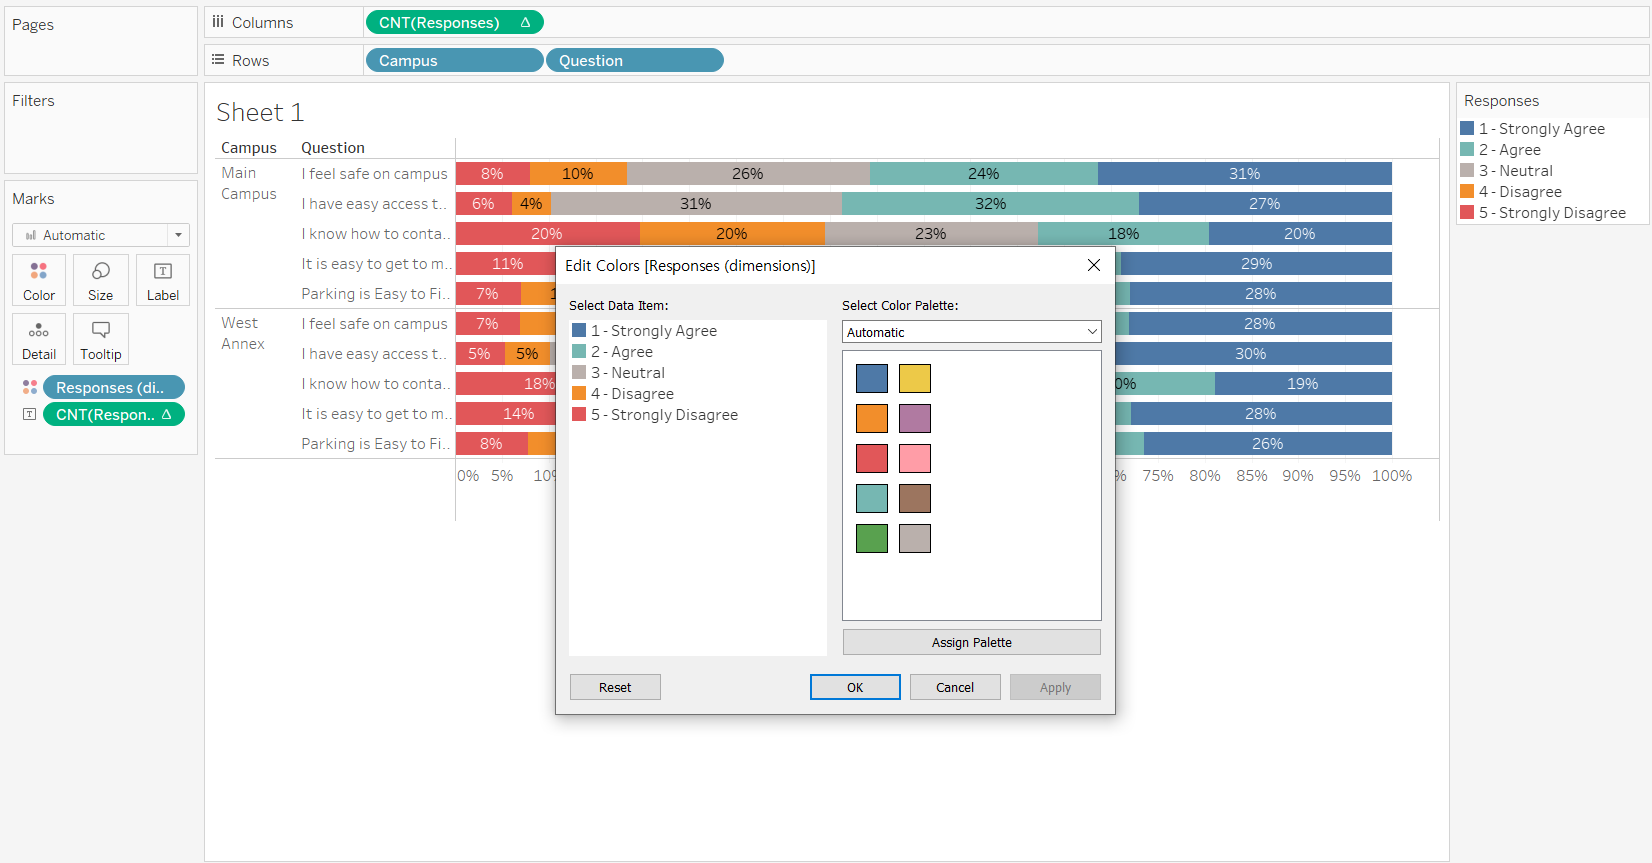 Pages
Columns
CNT(Responses) Δ
Rows
Campus
Question
Filters
Marks
Automatic
Color
Size
Label
Detail
Tooltip
Responses (di..
CNT(Respon.. Δ
Sheet 1
Campus Question
Main Campus
I feel safe on campus 8% 10% 26% 24% 31%
I have easy access t.. 6% 4% 31% 32% 27%
I know how to conta.. 20% 20% 23% 18% 20%
It is easy to get to m.. 11% 29%
Parking is Easy to Fi.. 7% 28%
West Annex
I feel safe on campus 7% 28%
I have easy access t.. 5% 5% 30%
I know how to conta.. 18% 19%
It is easy to get to m.. 14% 28%
Parking is Easy to Fi.. 8% 26%
0% 5% 75% 80% 85% 90% 95% 100%
Edit Colors [Responses (dimensions)]
Select Data Item:
1 - Strongly Agree
2 - Agree
3 - Neutral
4 - Disagree
5 - Strongly Disagree
Select Color Palette:
Automatic
Assign Palette
Reset
OK
Cancel
Apply
Responses
1 - Strongly Agree
2 - Agree
3 - Neutral
4 - Disagree
5 - Strongly Disagree